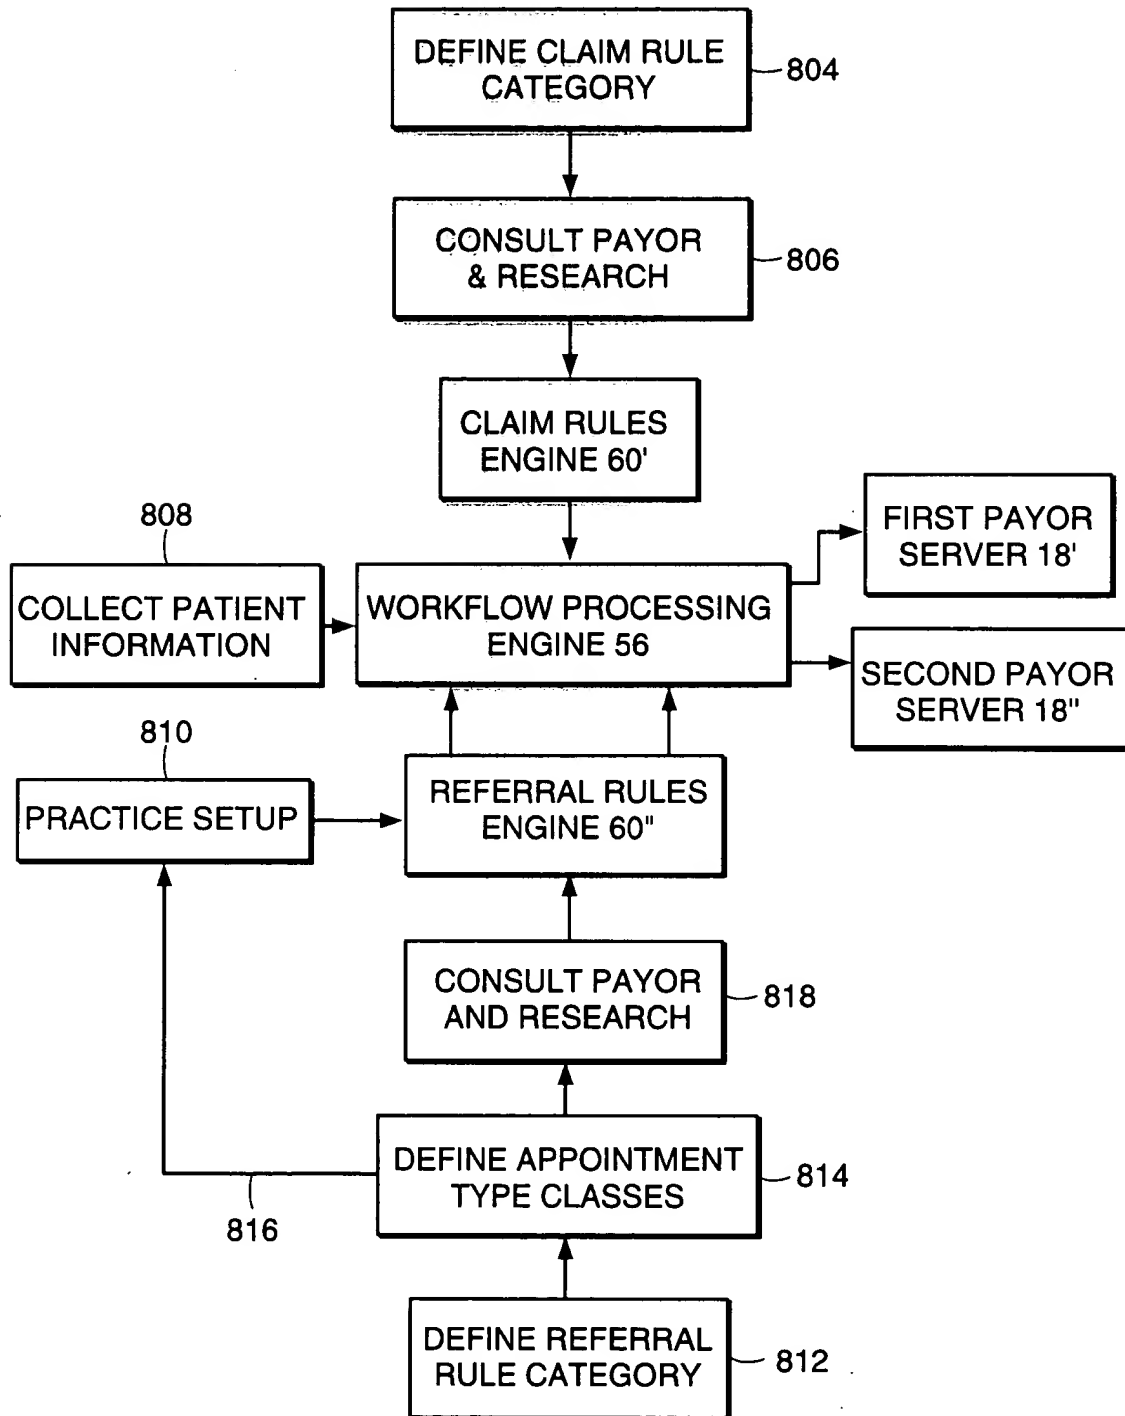 DEFINE CLAIM RULE
CATEGORY
804
CONSULT PAYOR
& RESEARCH
806
CLAIM RULES
ENGINE 60'
FIRST PAYOR
SERVER 18'
808
COLLECT PATIENT
INFORMATION
WORKFLOW PROCESSING
ENGINE 56
SECOND PAYOR
SERVER 18"
810
PRACTICE SETUP
REFERRAL RULES
ENGINE 60"
CONSULT PAYOR
AND RESEARCH
818
DEFINE APPOINTMENT
TYPE CLASSES
814
816
DEFINE REFERRAL
RULE CATEGORY
812